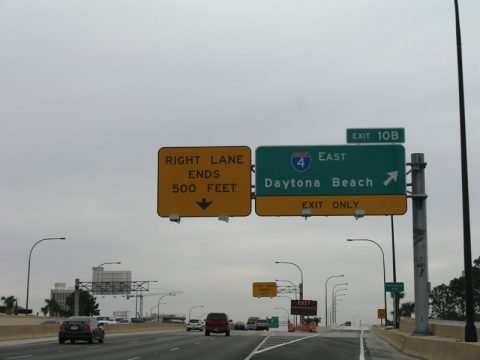 RIGHT LANE
ENDS
500 FEET
EXIT 10B
4 East
Daytona Beach
EXIT ONLY